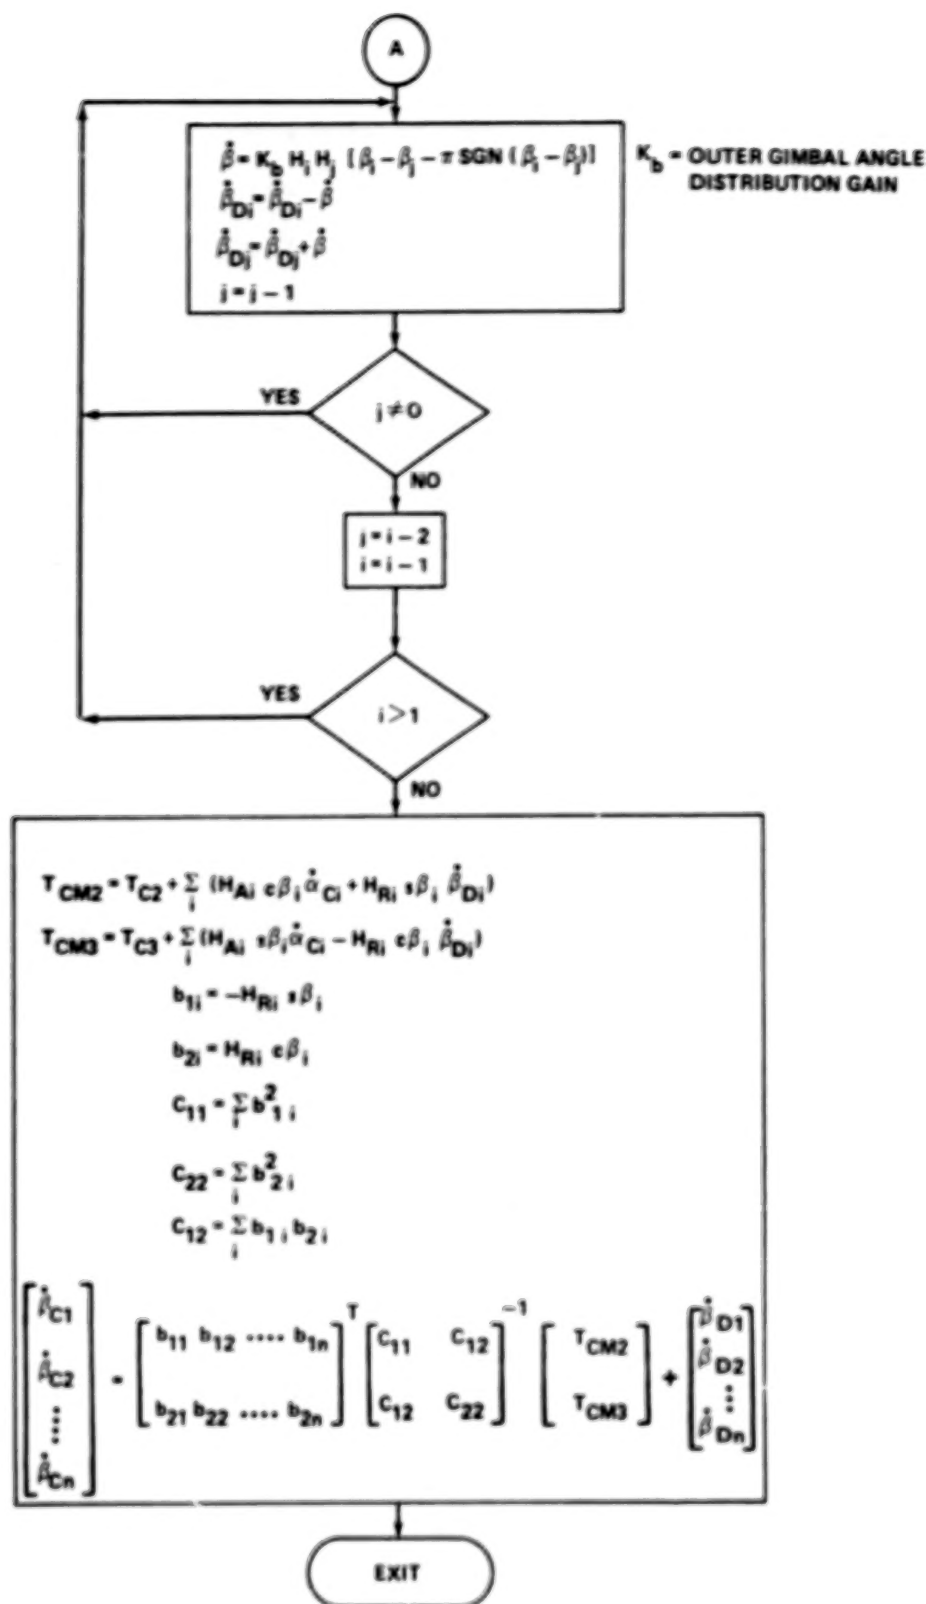 A
β̇ = K_b H_i H_j [β_i − β_j − π SGN (β_i − β_j)]
β̇_Di = β̇_Di − β̇
β̇_Dj = β̇_Dj + β̇
j = j − 1
K_b = OUTER GIMBAL ANGLE
DISTRIBUTION GAIN
YES
j ≠ 0
NO
j = i − 2
i = i − 1
YES
i > 1
NO
T_CM2 = T_C2 + Σ_i (H_Ai cβ_i α̇_Ci + H_Ri sβ_i β̇_Di)
T_CM3 = T_C3 + Σ_i (H_Ai sβ_i α̇_Ci − H_Ri cβ_i β̇_Di)
b_1i = −H_Ri sβ_i
b_2i = H_Ri cβ_i
C_11 = Σ_i b²_1i
C_22 = Σ_i b²_2i
C_12 = Σ_i b_1i b_2i
[β̇_C1 β̇_C2 ⋮ β̇_Cn] = [b_11 b_12 .... b_1n b_21 b_22 .... b_2n]^T [C_11 C_12 C_12 C_22]^−1 [T_CM2 T_CM3] + [β̇_D1 β̇_D2 ⋮ β̇_Dn]
EXIT